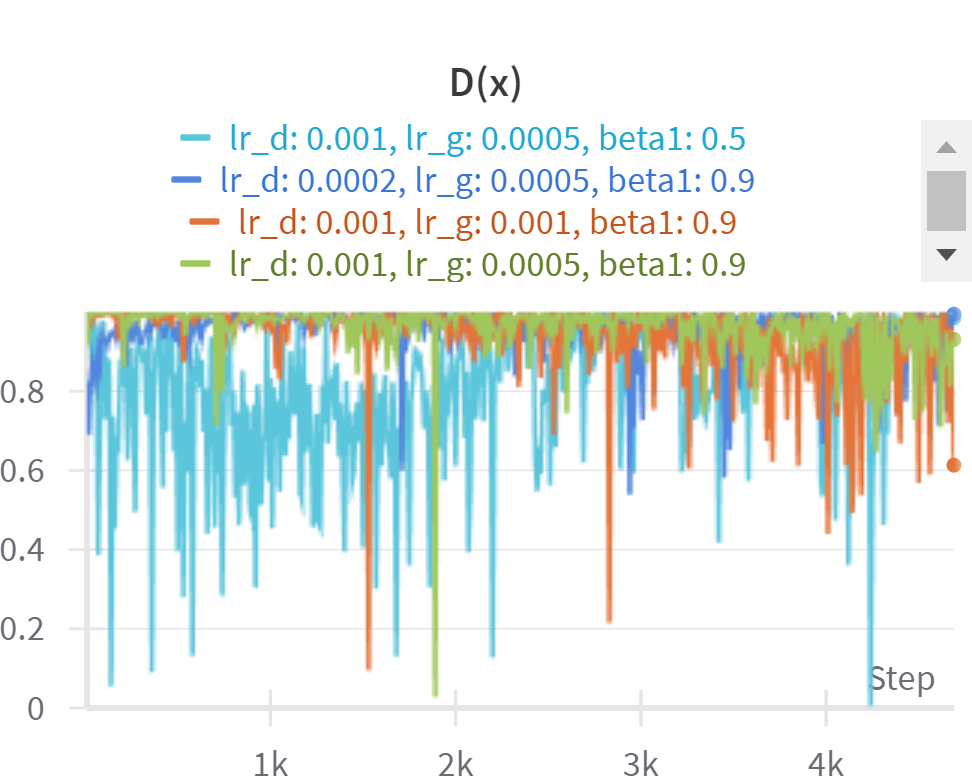 D(x)
lr_d: 0.001, lr_g: 0.0005, beta1: 0.5
lr_d: 0.0002, lr_g: 0.0005, beta1: 0.9
lr_d: 0.001, lr_g: 0.001, beta1: 0.9
lr_d: 0.001, lr_g: 0.0005, beta1: 0.9
0.8
0.6
0.4
0.2
Step
0
1k 2k 3k 4k